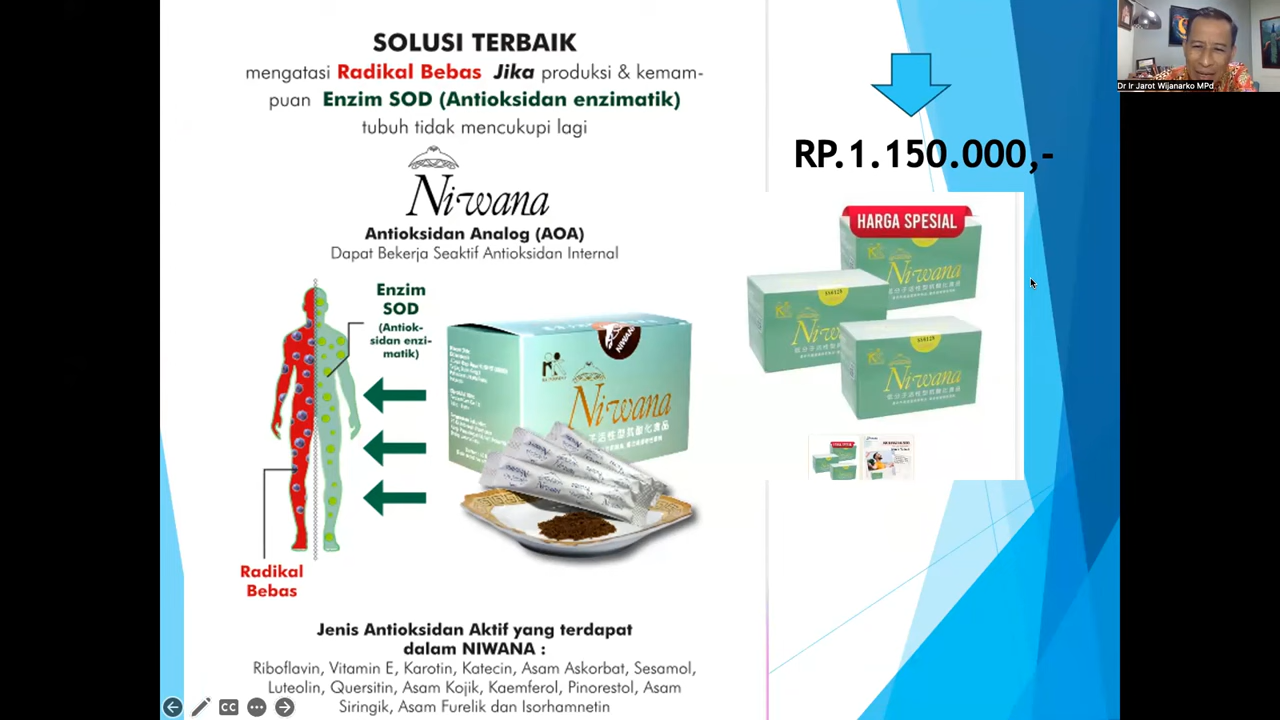 SOLUSI TERBAIK
mengatasi Radikal Bebas Jika produksi & kemam-
puan Enzim SOD (Antioksidan enzimatik)
tubuh tidak mencukupi lagi
Niwana
Antioksidan Analog (AOA)
Dapat Bekerja Seaktif Antioksidan Internal
Enzim
SOD
(Antiok-
sidan enzi-
matik)
Radikal
Bebas
NIWANA
Niwana
Jenis Antioksidan Aktif yang terdapat
dalam NIWANA :
Riboflavin, Vitamin E, Karotin, Katecin, Asam Askorbat, Sesamol,
Luteolin, Quersitin, Asam Kojik, Kaemferol, Pinorestol, Asam
Siringik, Asam Furelik dan Isorhamnetin
RP.1.150.000,-
HARGA SPESIAL
Niwana
Niwana
Niwana
Dr Ir Jarot Wijanarko MPd
CC